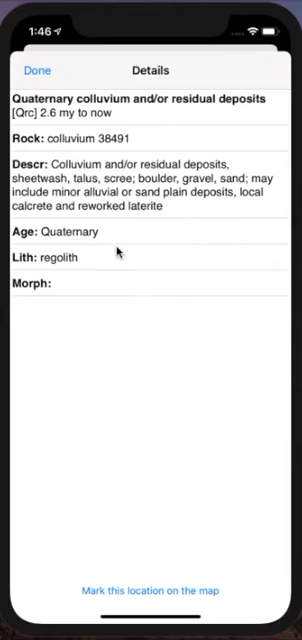 1:46
Done
Details
Quaternary colluvium and/or residual deposits
[Qrc] 2.6 my to now
Rock: colluvium 38491
Descr: Colluvium and/or residual deposits,
sheetwash, talus, scree; boulder, gravel, sand; may
include minor alluvial or sand plain deposits, local
calcrete and reworked laterite
Age: Quaternary
Lith: regolith
Morph:
Mark this location on the map